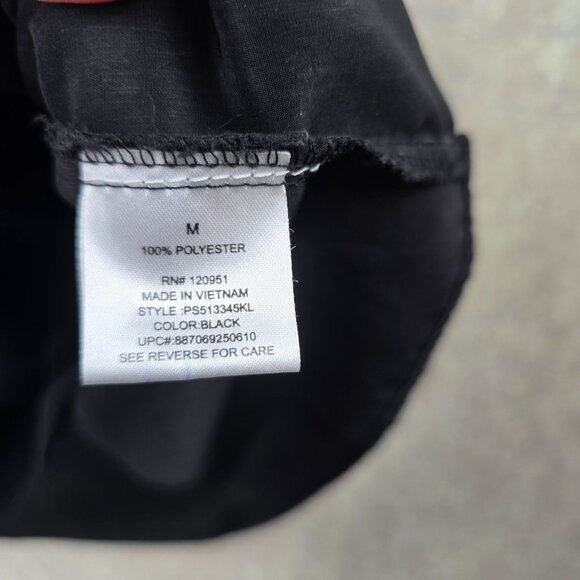 M
100% POLYESTER
RN# 120951
MADE IN VIETNAM
STYLE :PS513345KL
COLOR:BLACK
UPC#:887069250610
SEE REVERSE FOR CARE